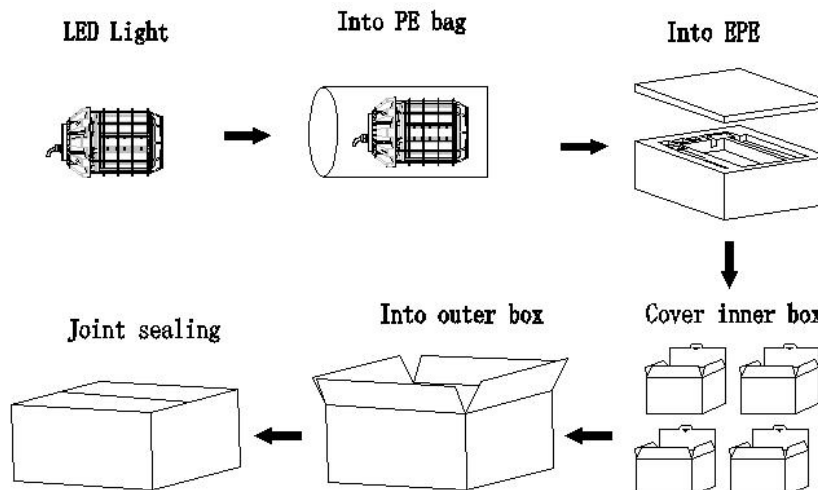 LED Light
Into PE bag
Into EPE
Cover inner box
Into outer box
Joint sealing